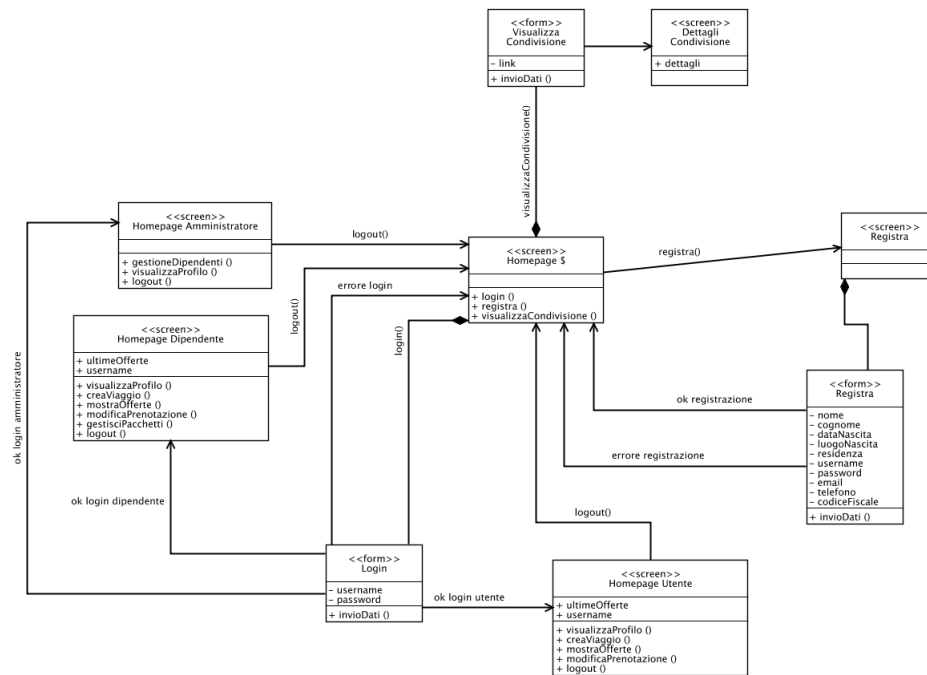 <<form>>
Visualizza
Condivisione
– link
+ invioDati ()
<<screen>>
Dettagli
Condivisione
+ dettagli
visualizzaCondivisione()
<<screen>>
Homepage Amministratore
+ gestioneDipendenti ()
+ visualizzaProfilo ()
+ logout ()
logout()
<<screen>>
Homepage $
+ login ()
+ registra ()
+ visualizzaCondivisione ()
registra()
<<screen>>
Registra
errore login
logout()
login()
<<screen>>
Homepage Dipendente
+ ultimeOfferte
+ username
+ visualizzaProfilo ()
+ creaViaggio ()
+ mostraOfferte ()
+ modificaPrenotazione ()
+ gestisciPacchetti ()
+ logout ()
ok login amministratore
ok registrazione
errore registrazione
<<form>>
Registra
– nome
– cognome
– dataNascita
– luogoNascita
– residenza
– username
– password
– email
– telefono
– codiceFiscale
+ invioDati ()
ok login dipendente
logout()
<<form>>
Login
– username
– password
+ invioDati ()
ok login utente
<<screen>>
Homepage Utente
+ ultimeOfferte
+ username
+ visualizzaProfilo ()
+ creaViaggio ()
+ mostraOfferte ()
+ modificaPrenotazione ()
+ logout ()